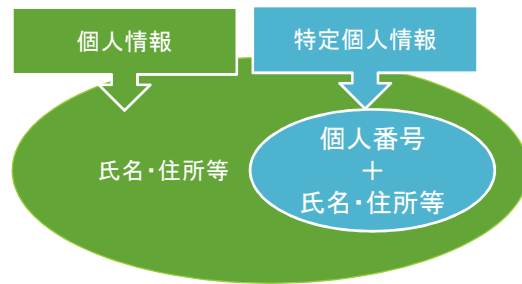 個人情報
特定個人情報
氏名・住所等
個人番号
＋
氏名・住所等